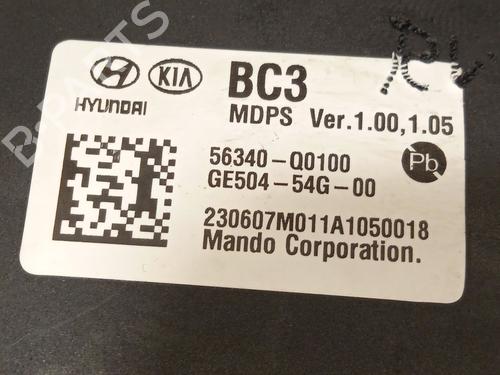 HYUNDAI
KIA
BC3
MDPS Ver.1.00,1.05
56340-Q0100
GE504-54G-00
Pb
230607M011A1050018
Mando Corporation.